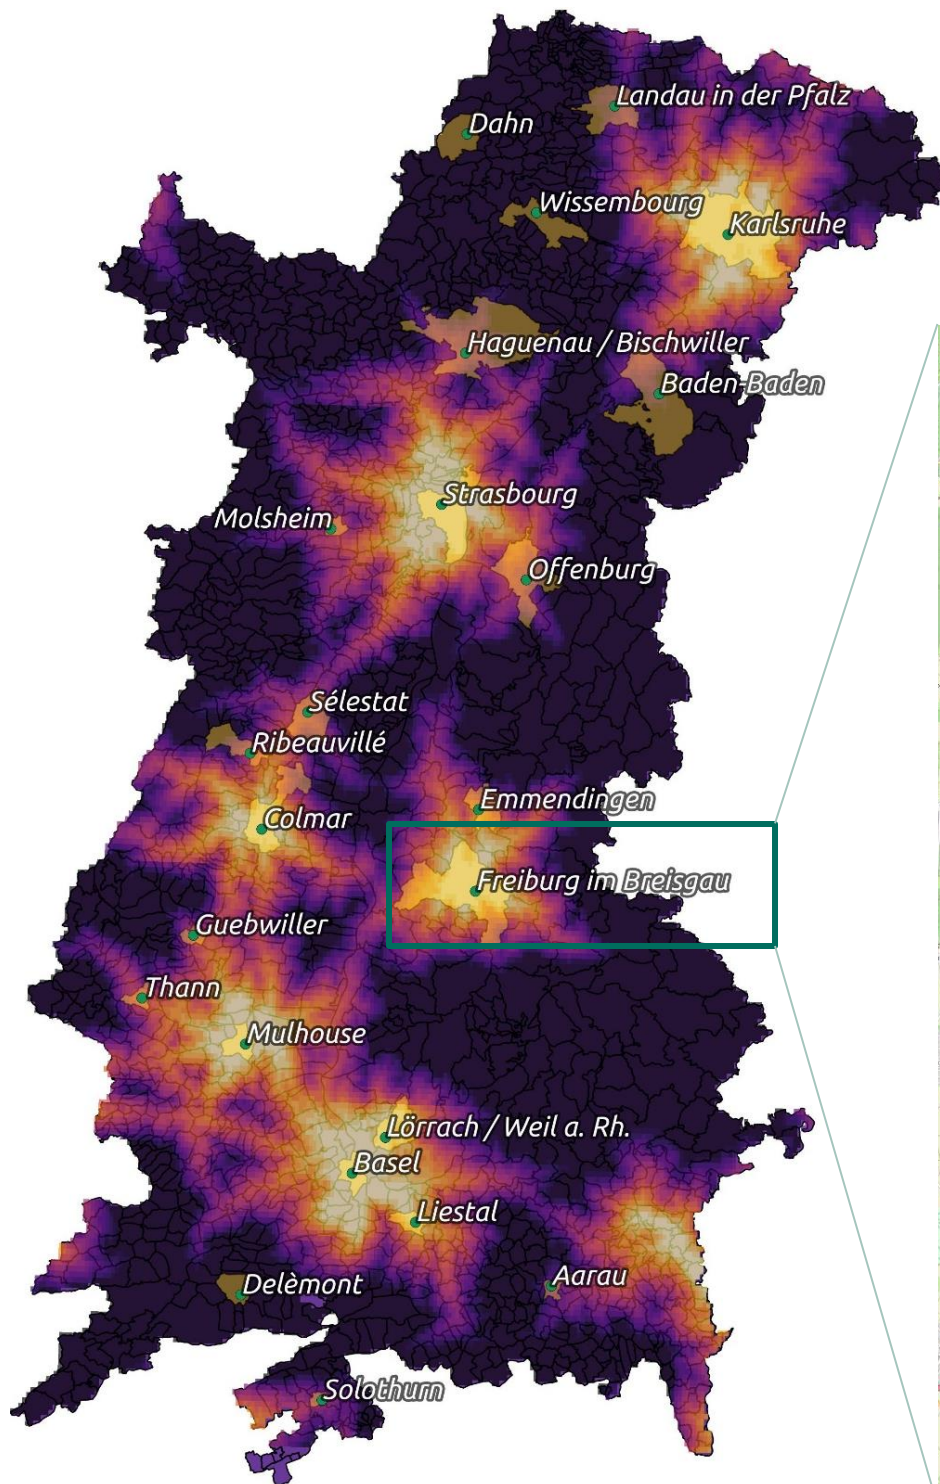 Landau in der Pfalz
Dahn
Wissembourg
Karlsruhe
Haguenau / Bischwiller
Baden-Baden
Strasbourg
Molsheim
Offenburg
Sélestat
Ribeauvillé
Emmendingen
Colmar
Freiburg im Breisgau
Guebwiller
Thann
Mulhouse
Lörrach / Weil a. Rh.
Basel
Liestal
Aarau
Delèmont
Solothurn